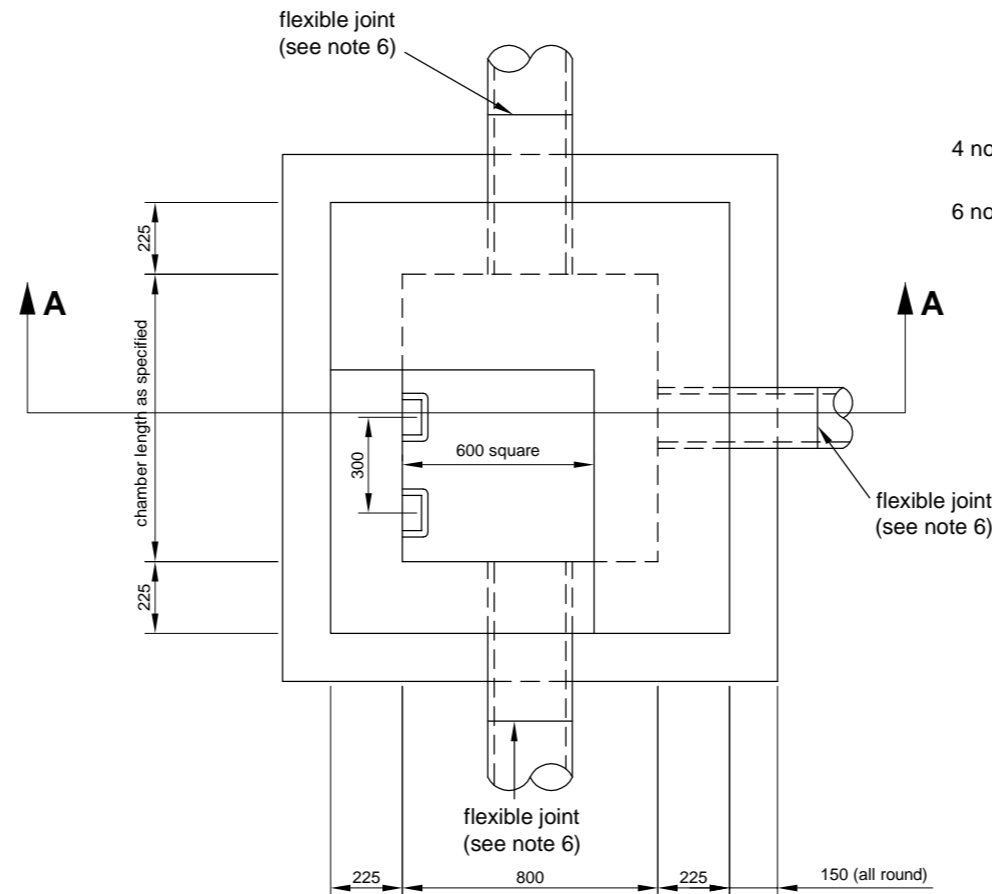 flexible joint
(see note 6)
4 no
6 no
225
A
A
chamber length as specified
600 square
300
flexible joint
(see note 6)
225
flexible joint
(see note 6)
225
800
225
150 (all round)